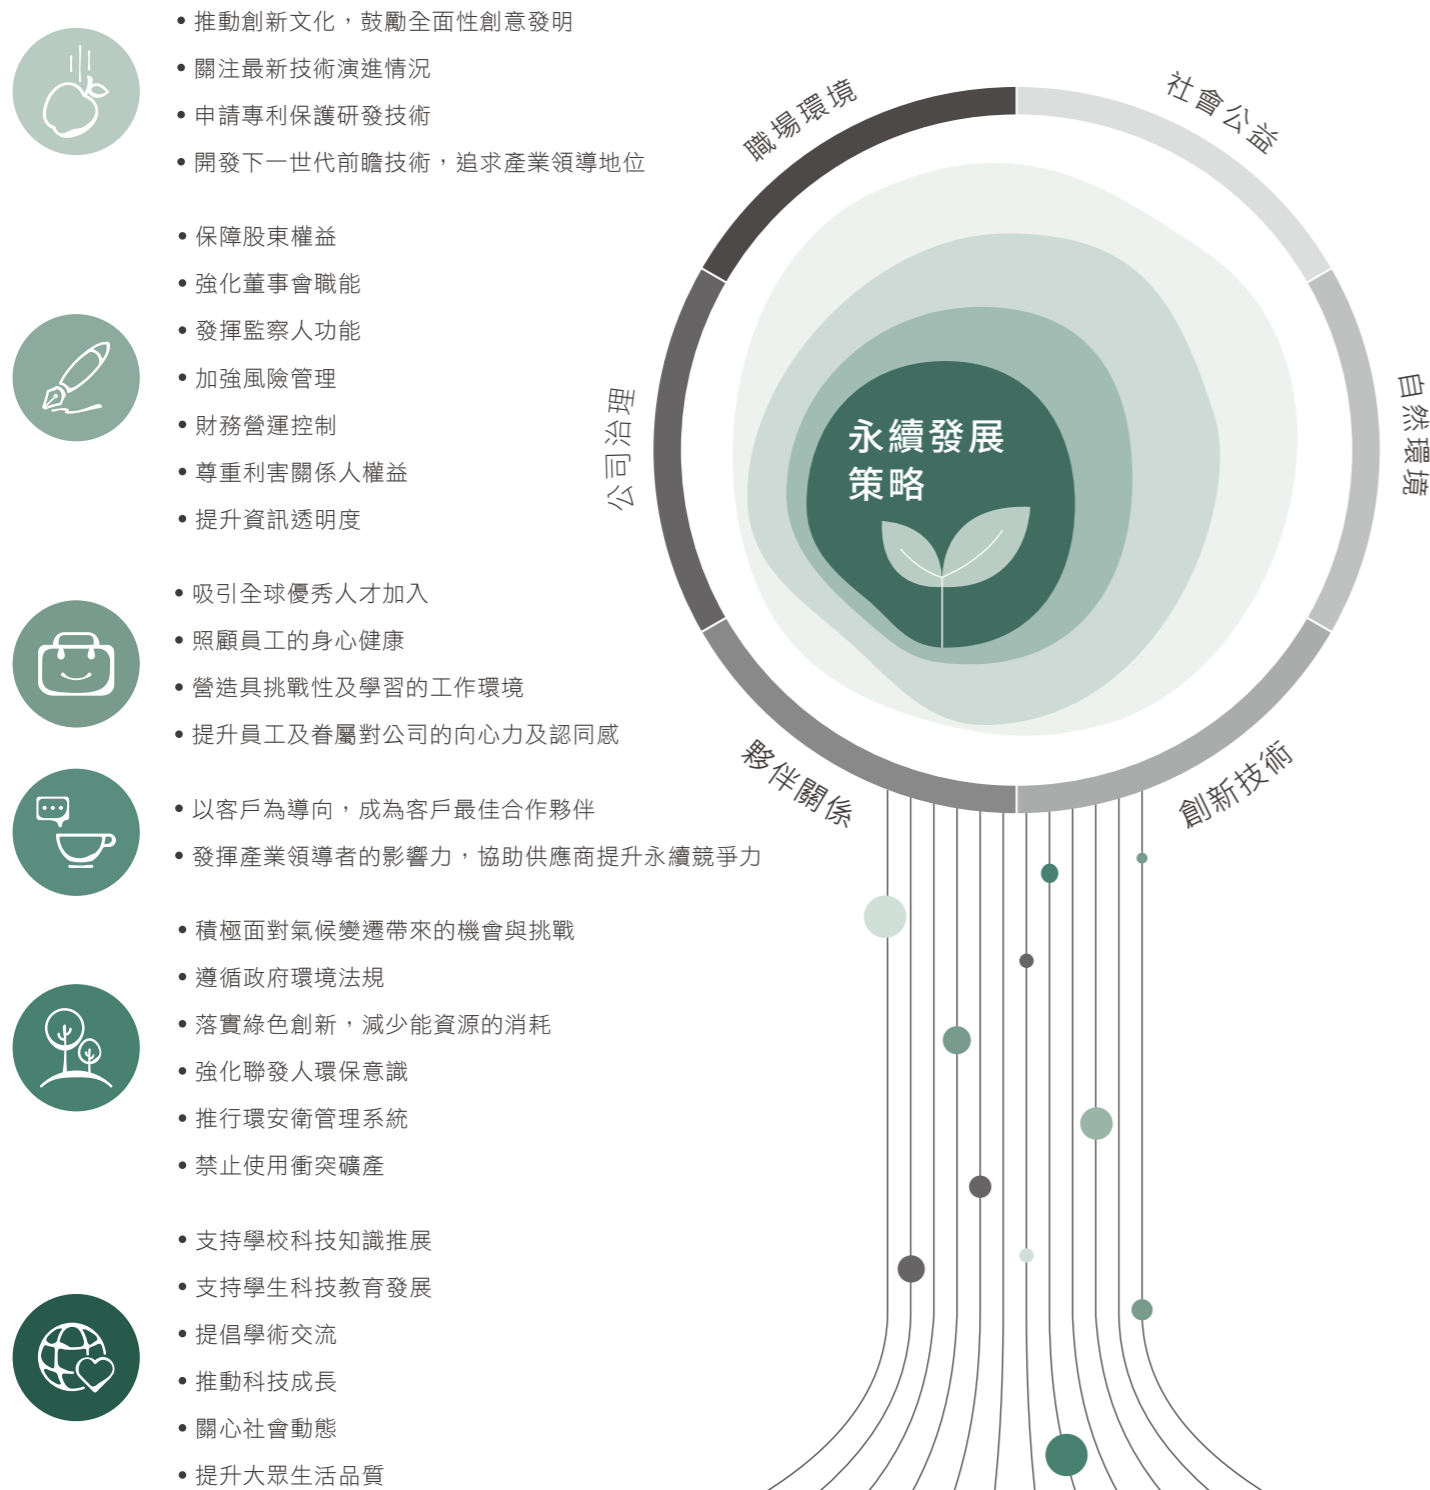 • 推動創新文化，鼓勵全面性創意發明
• 關注最新技術演進情況
• 申請專利保護研發技術
• 開發下一世代前瞻技術，追求產業領導地位
• 保障股東權益
• 強化董事會職能
• 發揮監察人功能
• 加強風險管理
• 財務營運控制
• 尊重利害關係人權益
• 提升資訊透明度
• 吸引全球優秀人才加入
• 照顧員工的身心健康
• 營造具挑戰性及學習的工作環境
• 提升員工及眷屬對公司的向心力及認同感
• 以客戶為導向，成為客戶最佳合作夥伴
• 發揮產業領導者的影響力，協助供應商提升永續競爭力
• 積極面對氣候變遷帶來的機會與挑戰
• 遵循政府環境法規
• 落實綠色創新，減少能資源的消耗
• 強化聯發人環保意識
• 推行環安衛管理系統
• 禁止使用衝突礦產
• 支持學校科技知識推展
• 支持學生科技教育發展
• 提倡學術交流
• 推動科技成長
• 關心社會動態
• 提升大眾生活品質
職場環境
社會公益
公司治理
自然環境
永續發展
策略
夥伴關係
創新技術